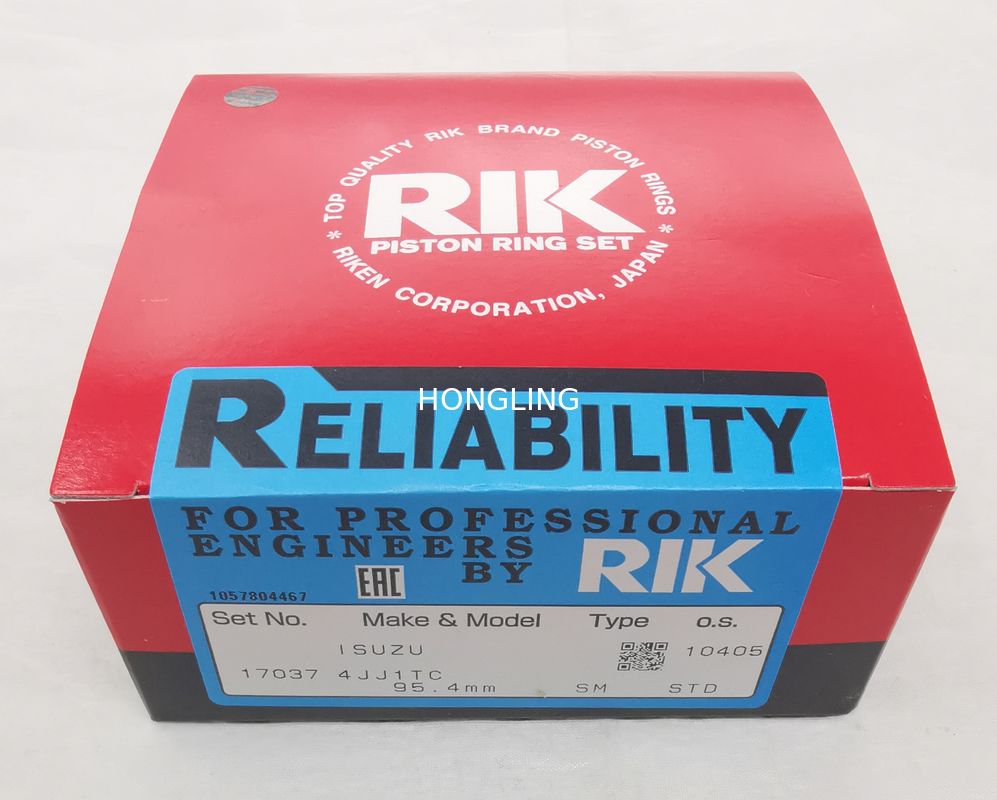 TOP QUALITY RIK BRAND PISTON RINGS
RIK
PISTON RING SET
* RIKEN CORPORATION, JAPAN *
HONGLING
RELIABILITY
FOR PROFESSIONAL
ENGINEERS
BY RIK
EAC
1057804467
Set No. Make & Model Type o.s.
ISUZU 10405
17037 4JJ1TC
95.4mm SM STD